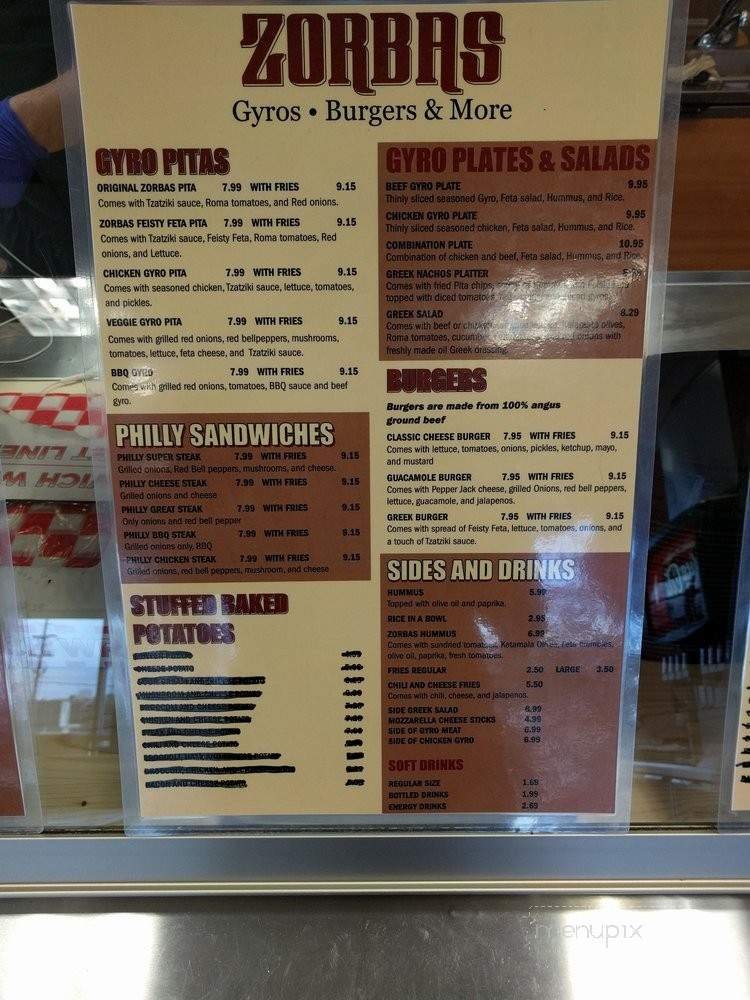 ZORBAS
Gyros • Burgers & More
GYRO PITAS
ORIGINAL ZORBAS PITA 7.99 WITH FRIES 9.15
Comes with Tzatziki sauce, Roma tomatoes, and Red onions.
ZORBAS FEISTY FETA PITA 7.99 WITH FRIES 9.15
Comes with Tzatziki sauce, Feisty Feta, Roma tomatoes, Red
onions, and Lettuce.
CHICKEN GYRO PITA 7.99 WITH FRIES 9.15
Comes with seasoned chicken, Tzatziki sauce, lettuce, tomatoes,
and pickles.
VEGGIE GYRO PITA 7.99 WITH FRIES 9.15
Comes with grilled red onions, red bellpeppers, mushrooms,
tomatoes, lettuce, feta cheese, and Tzatziki sauce.
BBQ GYRO 7.99 WITH FRIES 9.15
Comes with grilled red onions, tomatoes, BBQ sauce and beef
gyro.
PHILLY SANDWICHES
PHILLY SUPER STEAK 7.99 WITH FRIES 9.15
Grilled onions, Red Bell peppers, mushrooms, and cheese.
PHILLY CHEESE STEAK 7.99 WITH FRIES 9.15
Grilled onions and cheese
PHILLY GREAT STEAK 7.99 WITH FRIES 9.15
Only onions and red bell pepper
PHILLY BBQ STEAK 7.99 WITH FRIES 9.15
Grilled onions only, BBQ
PHILLY CHICKEN STEAK 7.99 WITH FRIES 9.15
Grilled onions, red bell peppers, mushroom, and cheese
STUFFED BAKED
POTATOES
CHEESE POTATO
CHICKEN AND CHEESE POTATO
CHILI AND CHEESE POTATO
GYRO PLATES & SALADS
BEEF GYRO PLATE 9.95
Thinly sliced seasoned Gyro, Feta salad, Hummus, and Rice.
CHICKEN GYRO PLATE 9.95
Thinly sliced seasoned chicken, Feta salad, Hummus, and Rice.
COMBINATION PLATE 10.95
Combination of chicken and beef, Feta salad, Hummus, and Rice.
GREEK NACHOS PLATTER
Comes with fried Pita chips,
topped with diced tomatoes,
GREEK SALAD 8.29
Comes with beef or chicken olives,
Roma tomatoes, cucumber, onions with
freshly made oil Greek dressing.
BURGERS
Burgers are made from 100% angus
ground beef
CLASSIC CHEESE BURGER 7.95 WITH FRIES 9.15
Comes with lettuce, tomatoes, onions, pickles, ketchup, mayo,
and mustard
GUACAMOLE BURGER 7.95 WITH FRIES 9.15
Comes with Pepper Jack cheese, grilled Onions, red bell peppers,
lettuce, guacamole, and jalapenos.
GREEK BURGER 7.95 WITH FRIES 9.15
Comes with spread of Feisty Feta, lettuce, tomatoes, onions, and
a touch of Tzatziki sauce.
SIDES AND DRINKS
HUMMUS 5.99
Topped with olive oil and paprika.
RICE IN A BOWL 2.95
ZORBAS HUMMUS 6.99
Comes with sundried tomatoes, Katamala Olives, Feta crumbles,
olive oil, paprika, fresh tomatoes.
FRIES REGULAR 2.50 LARGE 3.50
CHILI AND CHEESE FRIES 5.50
Comes with chili, cheese, and jalapenos.
SIDE GREEK SALAD 6.99
MOZZARELLA CHEESE STICKS 4.99
SIDE OF GYRO MEAT 6.99
SIDE OF CHICKEN GYRO 6.99
SOFT DRINKS
REGULAR SIZE 1.69
BOTTLED DRINKS 1.99
ENERGY DRINKS 2.69
menupix